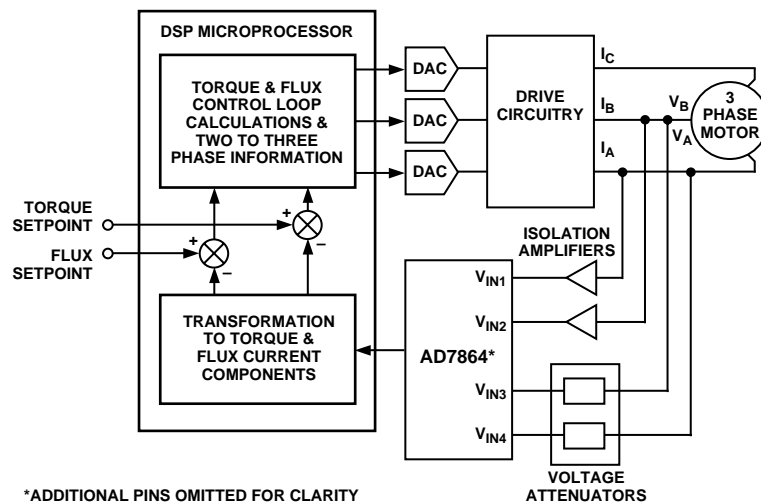 DSP MICROPROCESSOR
TORQUE & FLUX
CONTROL LOOP
CALCULATIONS &
TWO TO THREE
PHASE INFORMATION
DAC
DAC
DAC
DRIVE
CIRCUITRY
IC
IB
IA
VB
VA
3
PHASE
MOTOR
TORQUE
SETPOINT
FLUX
SETPOINT
+
–
+
–
TRANSFORMATION
TO TORQUE &
FLUX CURRENT
COMPONENTS
ISOLATION
AMPLIFIERS
VIN1
VIN2
AD7864*
VIN3
VIN4
VOLTAGE
ATTENUATORS
*ADDITIONAL PINS OMITTED FOR CLARITY